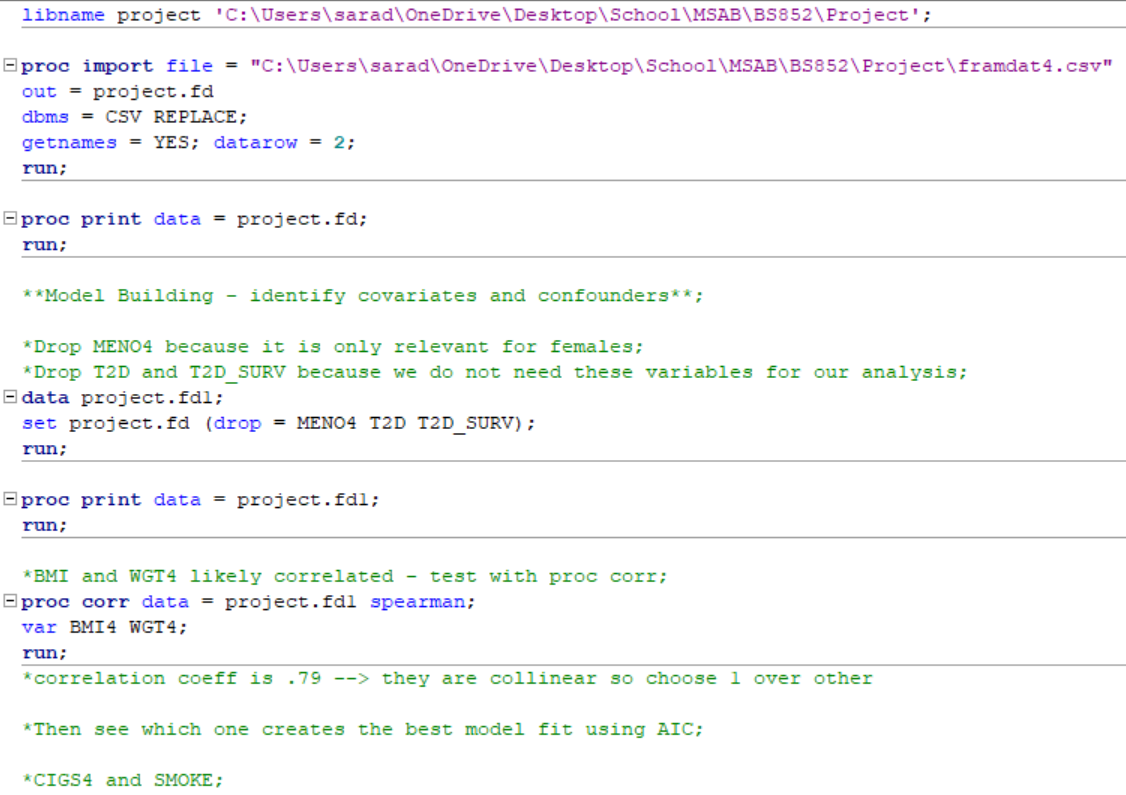 libname project 'C:\Users\sarad\OneDrive\Desktop\School\MSAB\BS852\Project';
proc import file = "C:\Users\sarad\OneDrive\Desktop\School\MSAB\BS852\Project\framdat4.csv"
out = project.fd
dbms = CSV REPLACE;
getnames = YES; datarow = 2;
run;
proc print data = project.fd;
run;
**Model Building - identify covariates and confounders**;
*Drop MENO4 because it is only relevant for females;
*Drop T2D and T2D_SURV because we do not need these variables for our analysis;
data project.fd1;
set project.fd (drop = MENO4 T2D T2D_SURV);
run;
proc print data = project.fd1;
run;
*BMI and WGT4 likely correlated - test with proc corr;
proc corr data = project.fd1 spearman;
var BMI4 WGT4;
run;
*correlation coeff is .79 --> they are collinear so choose 1 over other
*Then see which one creates the best model fit using AIC;
*CIGS4 and SMOKE;